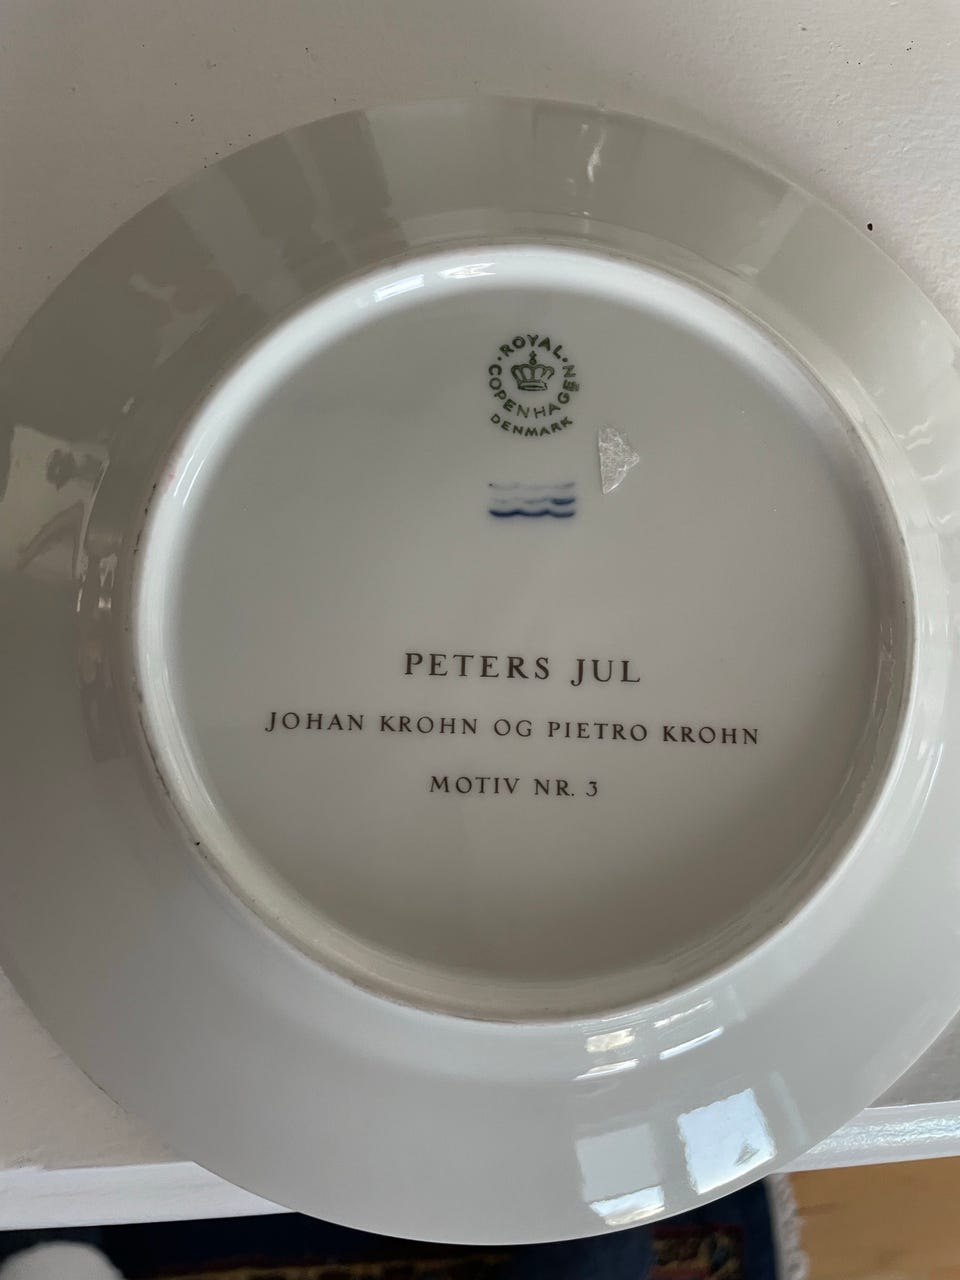 ROYAL
COPENHAGEN
DENMARK
PETERS JUL
JOHAN KROHN OG PIETRO KROHN
MOTIV NR. 3